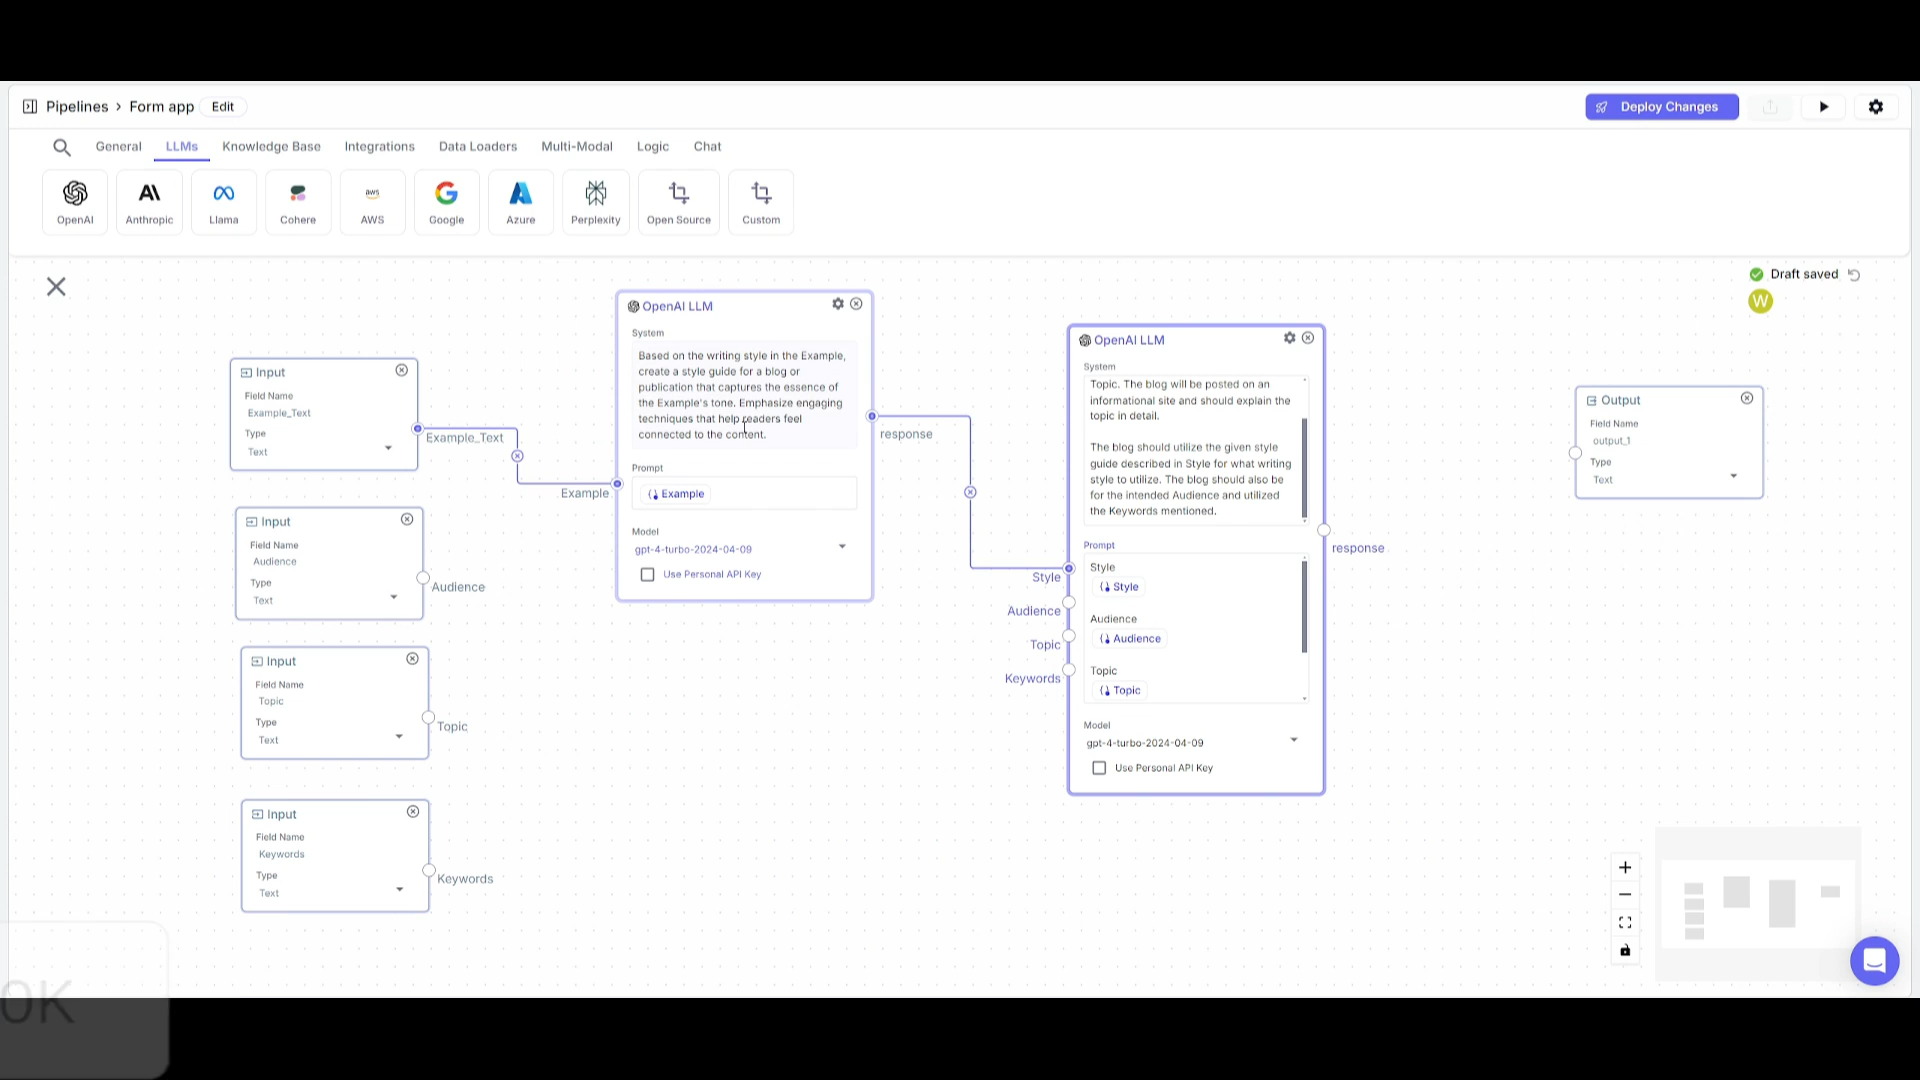 Pipelines > Form app Edit
Deploy Changes
General LLMs Knowledge Base Integrations Data Loaders Multi-Modal Logic Chat
OpenAI Anthropic Llama Cohere AWS Google Azure Perplexity Open Source Custom
Draft saved
W
Input
Field Name
Example_Text
Type
Text
Example_Text
Input
Field Name
Audience
Type
Text
Audience
Input
Field Name
Topic
Type
Text
Topic
Input
Field Name
Keywords
Type
Text
Keywords
OpenAI LLM
System
Based on the writing style in the Example,
create a style guide for a blog or
publication that captures the essence of
the Example's tone. Emphasize engaging
techniques that help readers feel
connected to the content.
Prompt
Example
Example
Model
gpt-4-turbo-2024-04-09
Use Personal API Key
response
OpenAI LLM
System
Topic. The blog will be posted on an
informational site and should explain the
topic in detail.
The blog should utilize the given style
guide described in Style for what writing
style to utilize. The blog should also be
for the intended Audience and utilized
the Keywords mentioned.
Prompt
Style
Style
Audience
Audience
Topic
Topic
Style
Audience
Topic
Keywords
Model
gpt-4-turbo-2024-04-09
Use Personal API Key
response
Output
Field Name
output_1
Type
Text
OK